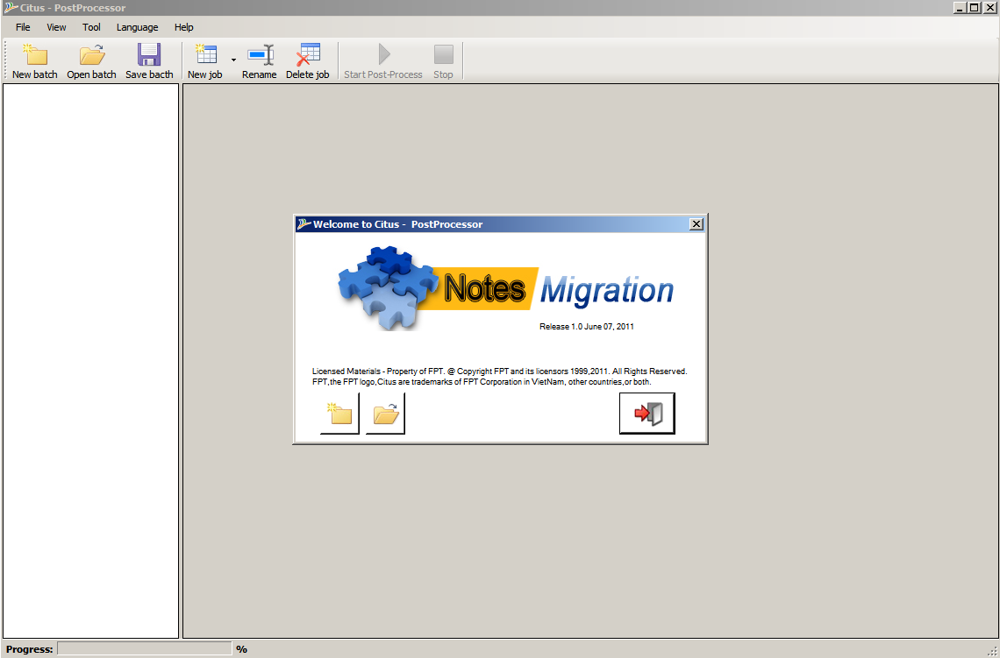 Citus - PostProcessor
File View Tool Language Help
New batch Open batch Save bacth New job Rename Delete job Start Post-Process Stop
Welcome to Citus - PostProcessor
Notes Migration
Release 1.0 June 07, 2011
Licensed Materials - Property of FPT. @ Copyright FPT and its licensors 1999,2011. All Rights Reserved.
FPT,the FPT logo,Citus are trademarks of FPT Corporation in VietNam, other countries,or both.
Progress: %